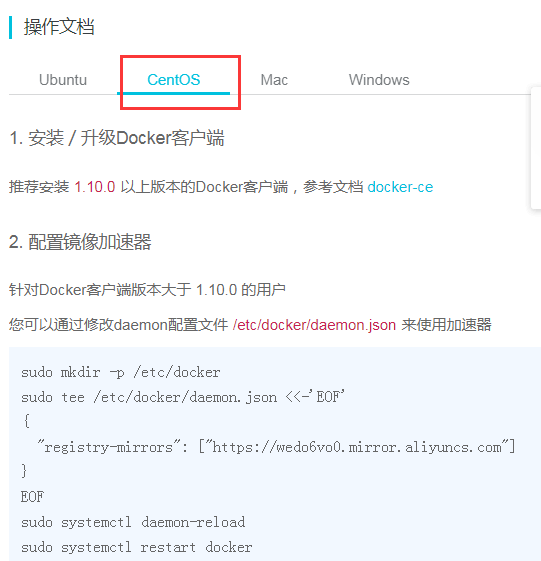 操作文档
Ubuntu CentOS Mac Windows
1. 安装 / 升级Docker客户端
推荐安装 1.10.0 以上版本的Docker客户端，参考文档 docker-ce
2. 配置镜像加速器
针对Docker客户端版本大于 1.10.0 的用户
您可以通过修改daemon配置文件 /etc/docker/daemon.json 来使用加速器
sudo mkdir -p /etc/docker
sudo tee /etc/docker/daemon.json <<-'EOF'
{
  "registry-mirrors": ["https://wedo6vo0.mirror.aliyuncs.com"]
}
EOF
sudo systemctl daemon-reload
sudo systemctl restart docker